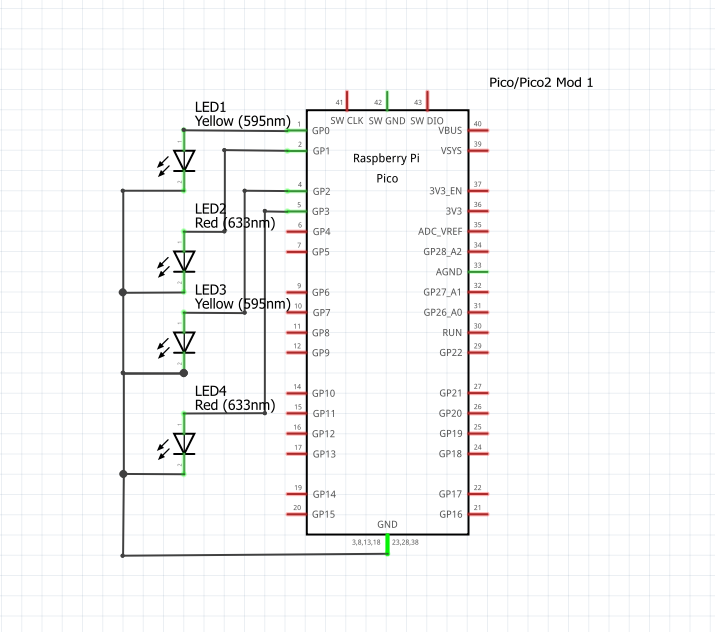 Pico/Pico2 Mod 1
41
42
43
SW CLK
SW GND
SW DIO
Raspberry Pi
Pico
LED1
Yellow (595nm)
1
2
LED2
Red (633nm)
1
2
LED3
Yellow (595nm)
1
2
LED4
Red (633nm)
1
2
1 GP0
2 GP1
4 GP2
5 GP3
6 GP4
7 GP5
9 GP6
10 GP7
11 GP8
12 GP9
14 GP10
15 GP11
16 GP12
17 GP13
19 GP14
20 GP15
VBUS 40
VSYS 39
3V3_EN 37
3V3 36
ADC_VREF 35
GP28_A2 34
AGND 33
GP27_A1 32
GP26_A0 31
RUN 30
GP22 29
GP21 27
GP20 26
GP19 25
GP18 24
GP17 22
GP16 21
GND
3,8,13,18 23,28,38